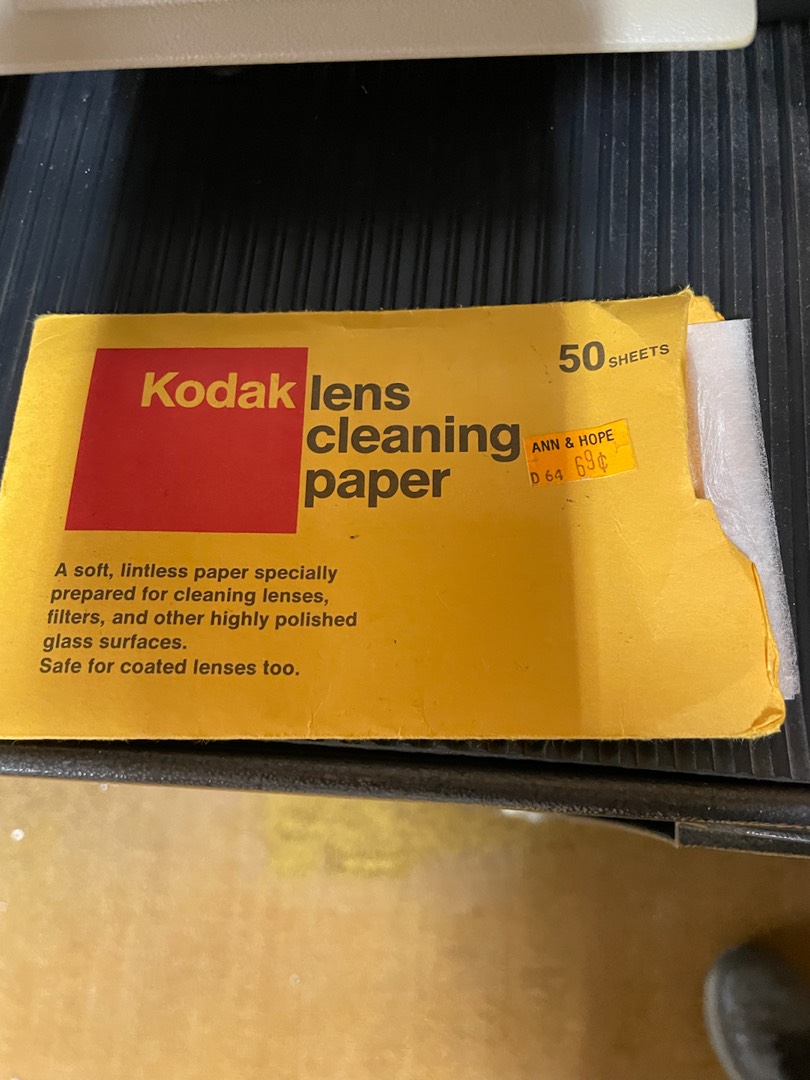 50 SHEETS
Kodak lens
cleaning
paper
ANN & HOPE
D 64 69¢
A soft, lintless paper specially
prepared for cleaning lenses,
filters, and other highly polished
glass surfaces.
Safe for coated lenses too.